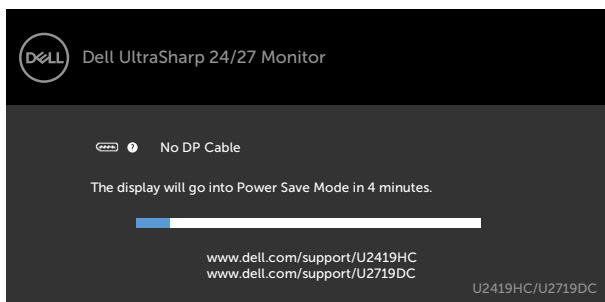 DELL Dell UltraSharp 24/27 Monitor
? No DP Cable
The display will go into Power Save Mode in 4 minutes.
www.dell.com/support/U2419HC
www.dell.com/support/U2719DC
U2419HC/U2719DC